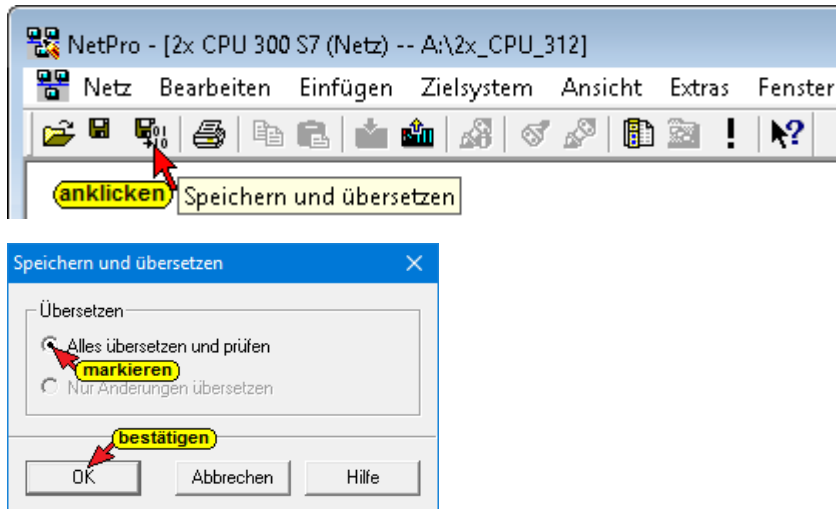 NetPro - [2x CPU 300 S7 (Netz) -- A:\2x_CPU_312]
Netz Bearbeiten Einfügen Zielsystem Ansicht Extras Fenster
anklicken
Speichern und übersetzen
Speichern und übersetzen
Übersetzen
Alles übersetzen und prüfen
markieren
Nur Änderungen übersetzen
bestätigen
OK Abbrechen Hilfe